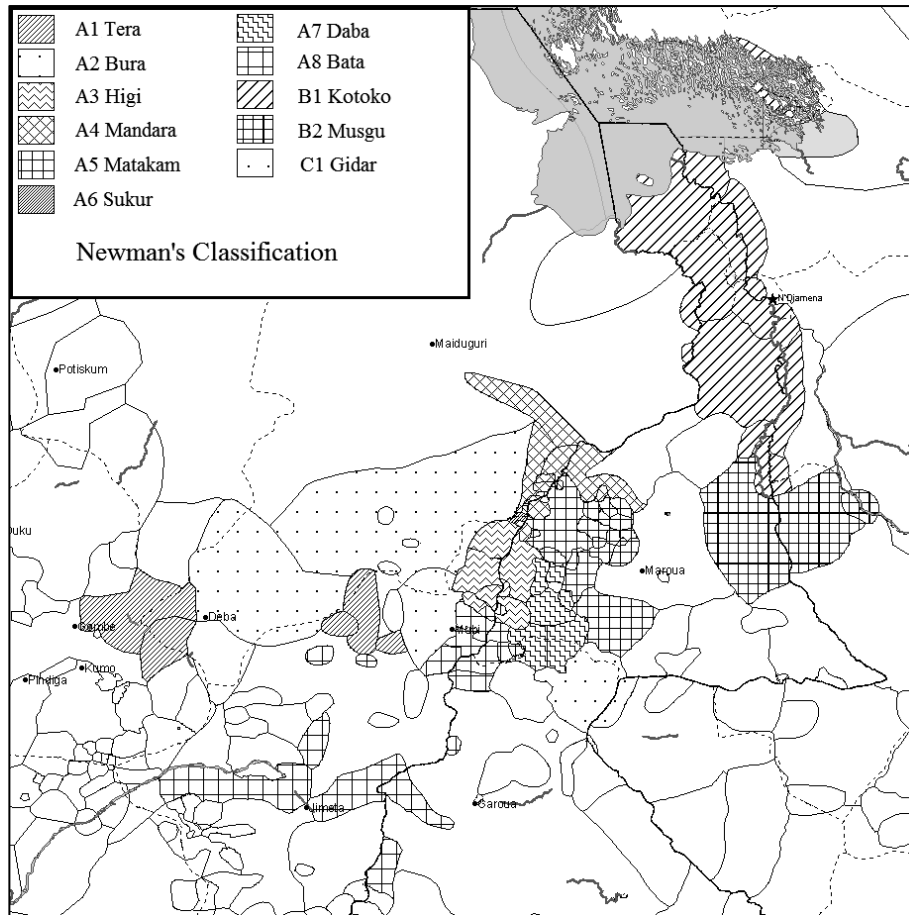 A1 Tera
A2 Bura
A3 Higi
A4 Mandara
A5 Matakam
A6 Sukur
A7 Daba
A8 Bata
B1 Kotoko
B2 Musgu
C1 Gidar
Newman's Classification
N'Djamena
Maiduguri
Potiskum
Maroua
Deba
Gombe
Mubi
Kumo
Pindiga
Jimeta
Garoua